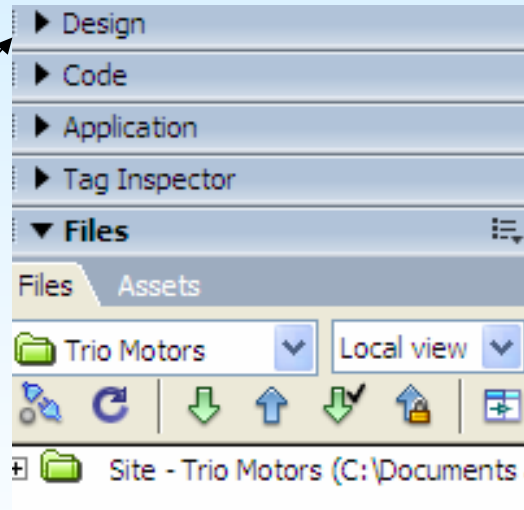 Design
Code
Application
Tag Inspector
Files
Files Assets
Trio Motors Local view
Site - Trio Motors (C:\Documents